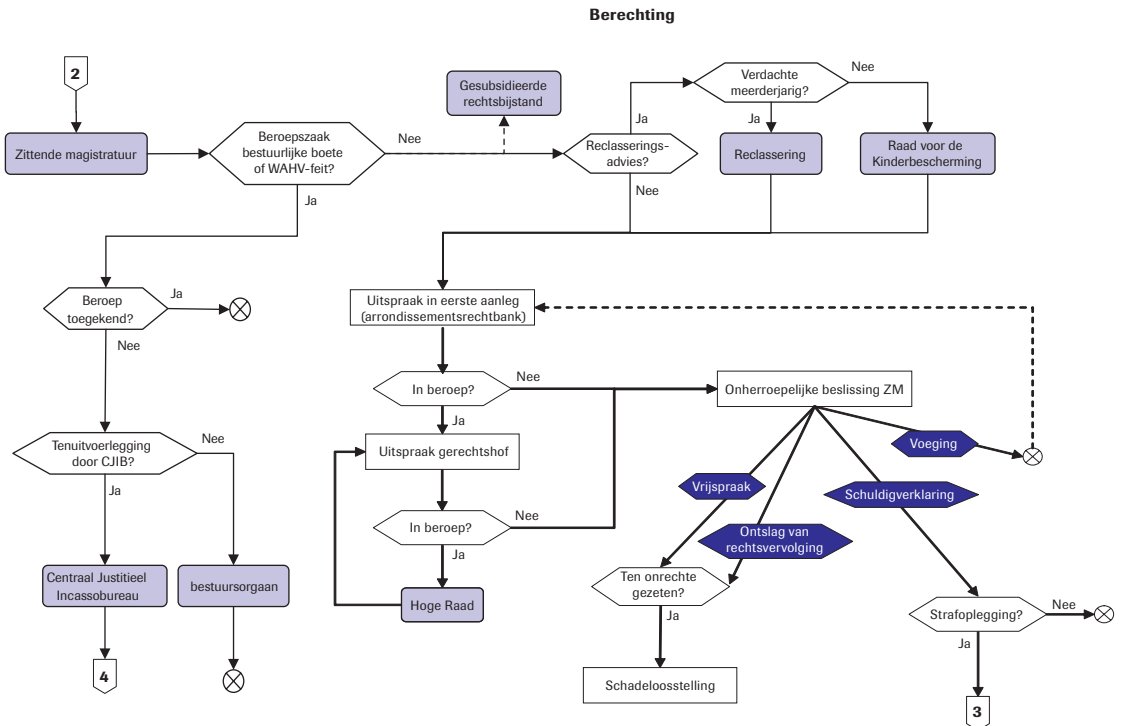 Berechting
2
Gesubsidieerde
rechtsbijstand
Verdachte
meerderjarig?
Nee
Ja
Ja
Zittende magistratuur
Beroepszaak
bestuurlijke boete
of WAHV-feit?
Nee
Reclasserings-
advies?
Reclassering
Raad voor de
Kinderbescherming
Ja
Nee
Beroep
toegekend?
Ja
Nee
Uitspraak in eerste aanleg
(arrondissementsrechtbank)
In beroep?
Nee
Ja
Onherroepelijke beslissing ZM
Tenuitvoerlegging
door CJIB?
Nee
Ja
Uitspraak gerechtshof
Voeging
Vrijspraak
Schuldigverklaring
In beroep?
Nee
Ja
Ontslag van
rechtsvervolging
Centraal Justitieel
Incassobureau
bestuursorgaan
Hoge Raad
Ten onrechte
gezeten?
Ja
Strafoplegging?
Nee
Ja
4
Schadeloosstelling
3